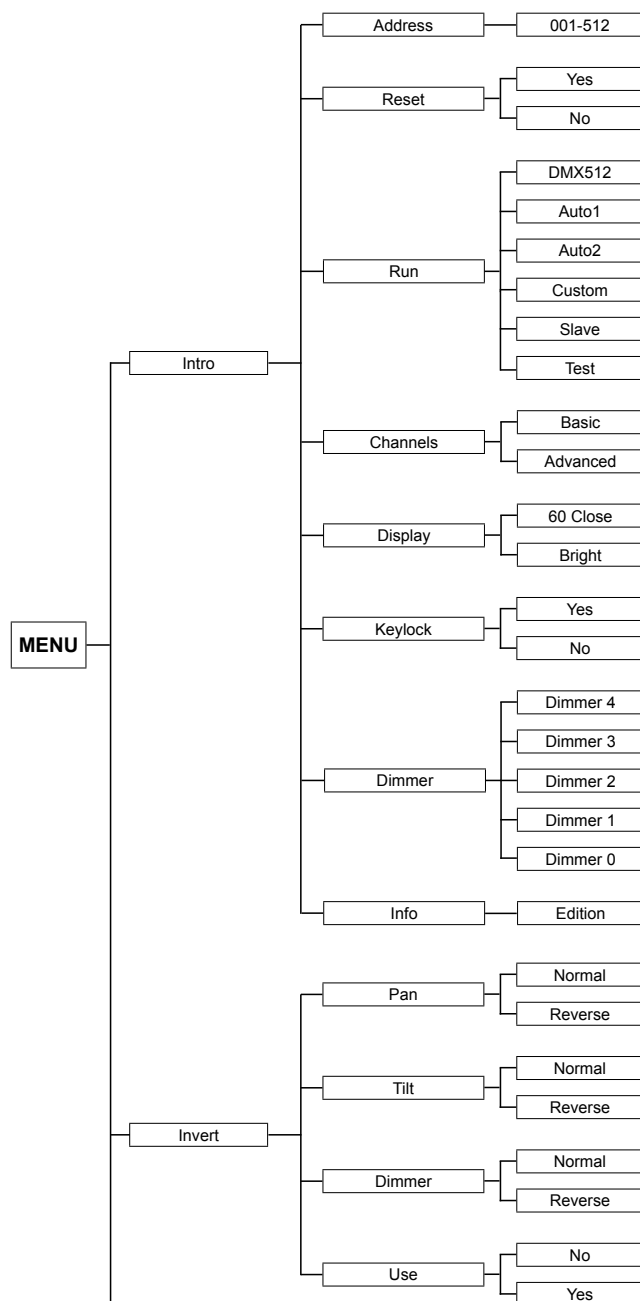 Address
001-512
Reset
Yes
No
Run
DMX512
Auto1
Auto2
Custom
Slave
Test
Intro
Channels
Basic
Advanced
Display
60 Close
Bright
MENU
Keylock
Yes
No
Dimmer
Dimmer 4
Dimmer 3
Dimmer 2
Dimmer 1
Dimmer 0
Info
Edition
Pan
Normal
Reverse
Tilt
Normal
Reverse
Invert
Dimmer
Normal
Reverse
Use
No
Yes